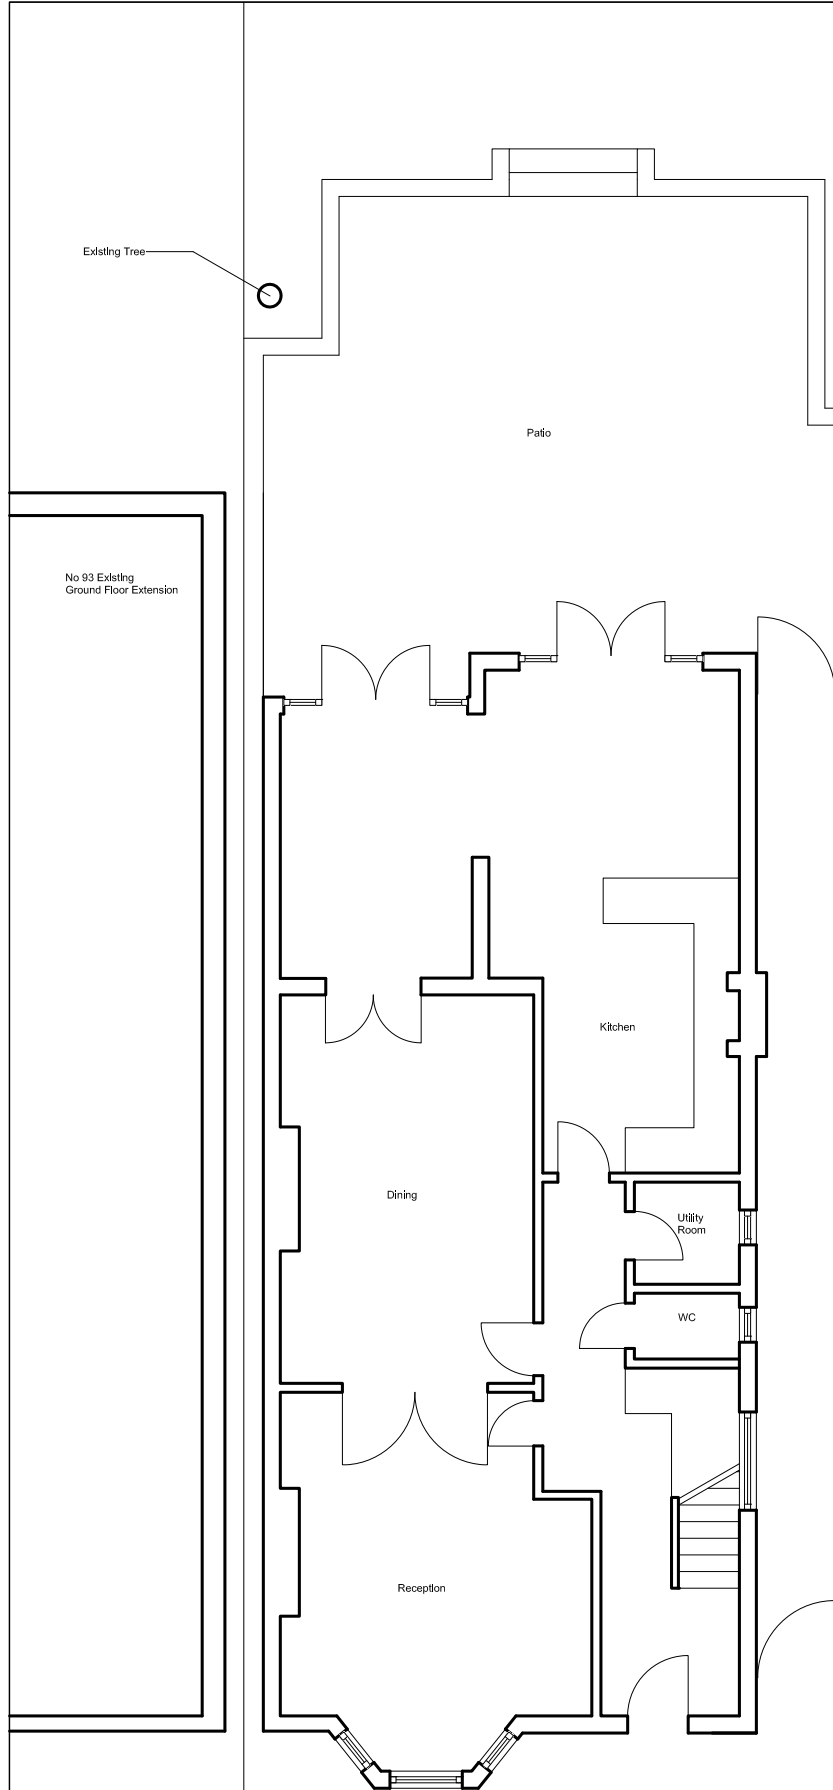 Existing Tree
Patio
No 93 Existing
Ground Floor Extension
Kitchen
Dining
Utility
Room
WC
Reception